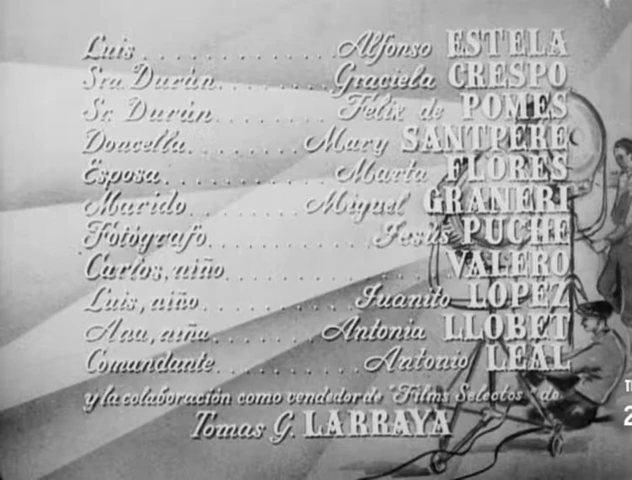 Luis . . . . . . . . . . . . . Alfonso ESTELA
Sra. Durán . . . . . . . . Graciela CRESPO
Sr. Durán . . . . . . . . . Félix de POMES
Doncella . . . . . . . . Mary SANTPERE
Esposa . . . . . . . . . . . . Marta FLORES
Marido . . . . . . . . Miguel GRANERI
Fotógrafo . . . . . . . . . . . Jesús PUCHE
Carlos, niño . . . . . . . . . . . . . . VALERO
Luis, niño . . . . . . . . . . Juanito LOPEZ
Ana, niña . . . . . . . . Antonia LLOBET
Comandante . . . . . . . . . Antonio LEAL
y la colaboración como vendedor de "Films Selectos" de
Tomas G. LARRAYA